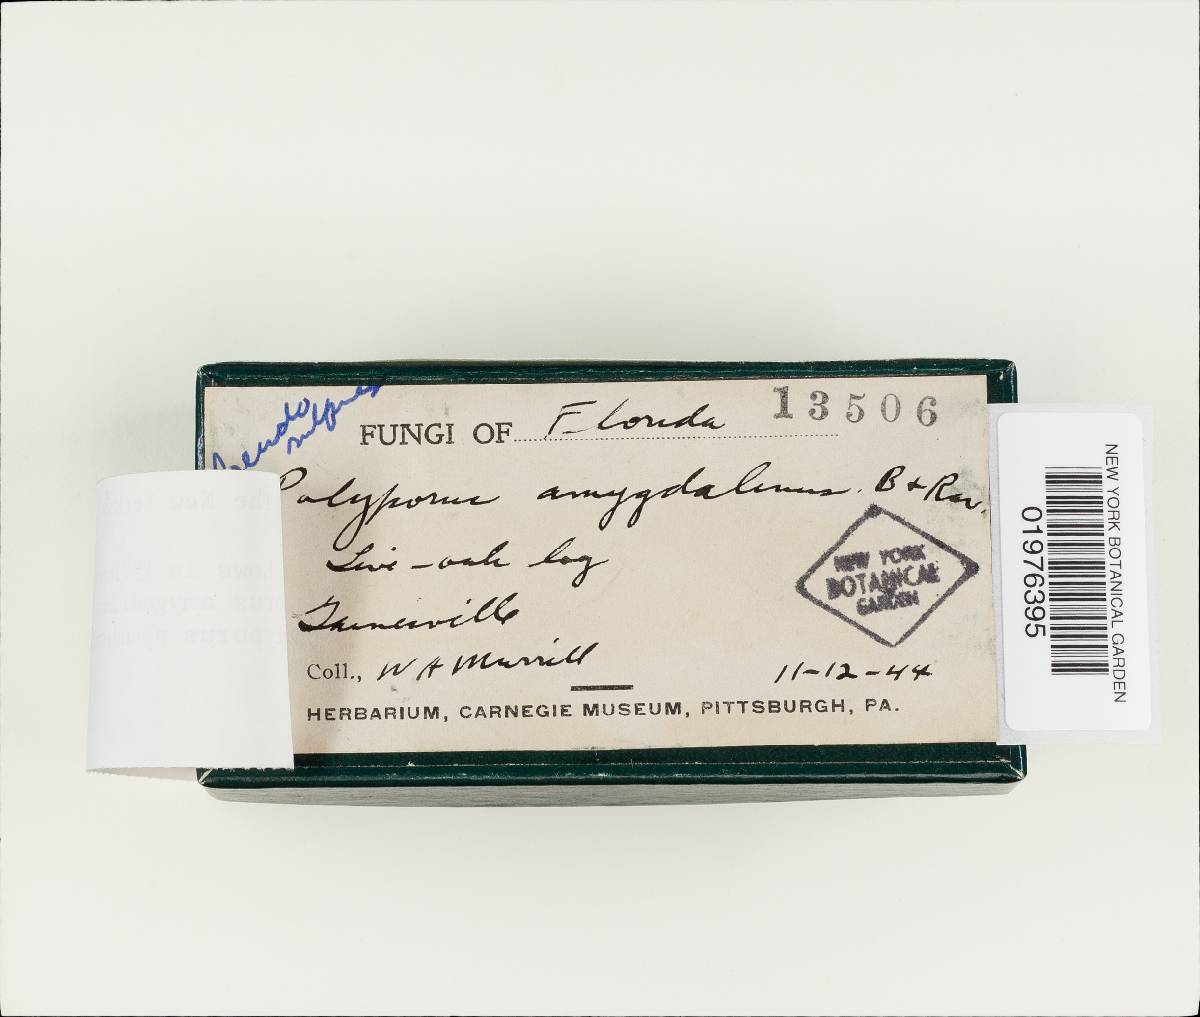 FUNGI OF Florida
13506
Polyporus amygdalinus. B & Rav.
Live-oak log
Gainesville
Coll., W A Murrill 11-12-44
HERBARIUM, CARNEGIE MUSEUM, PITTSBURGH, PA.
NEW YORK
BOTANICAL
GARDEN
NEW YORK BOTANICAL GARDEN
01976395